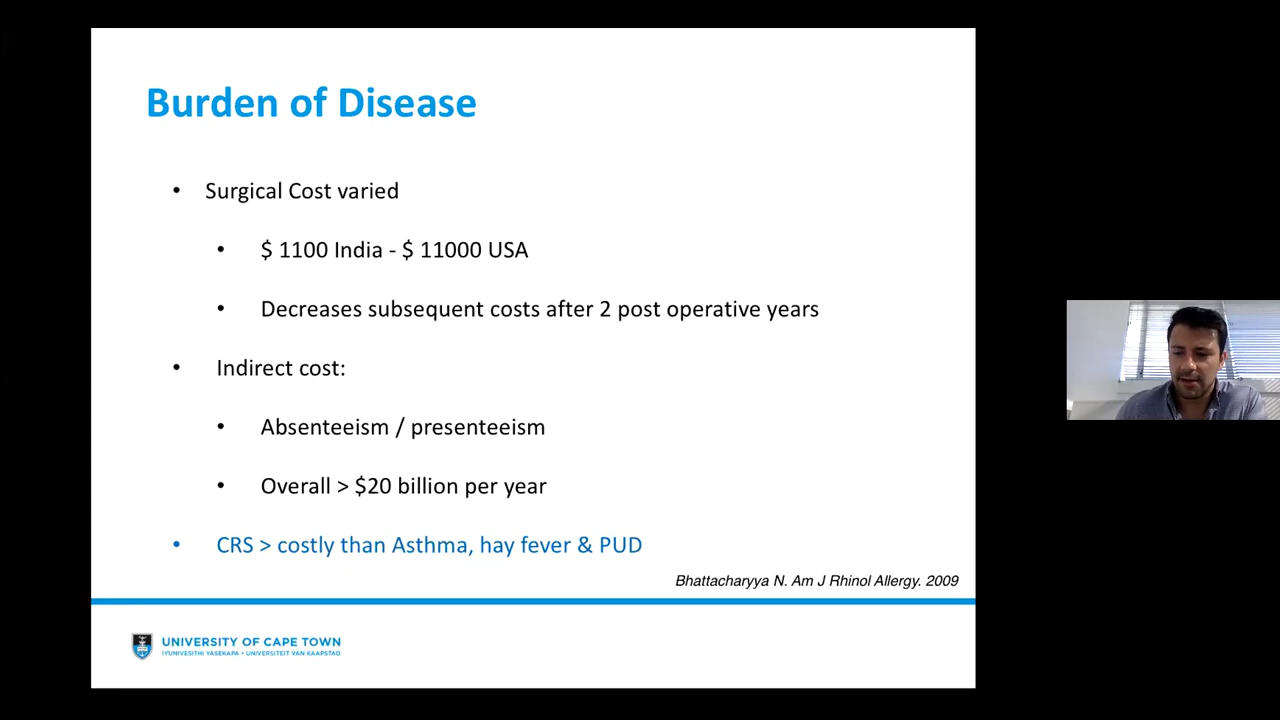 Burden of Disease
• Surgical Cost varied
• $ 1100 India - $ 11000 USA
• Decreases subsequent costs after 2 post operative years
• Indirect cost:
• Absenteeism / presenteeism
• Overall > $20 billion per year
• CRS > costly than Asthma, hay fever & PUD
Bhattacharyya N. Am J Rhinol Allergy. 2009
UNIVERSITY OF CAPE TOWN
IYUNIVESITHI YASEKAPA • UNIVERSITEIT VAN KAAPSTAD